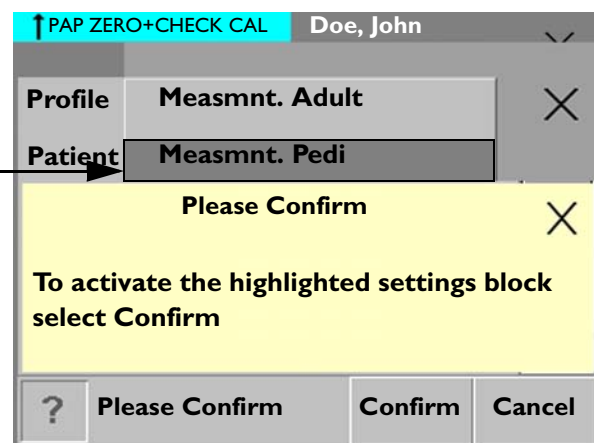 ↑PAP ZERO+CHECK CAL Doe, John
Profile Measmnt. Adult
Patient Measmnt. Pedi
Please Confirm
To activate the highlighted settings block
select Confirm
? Please Confirm Confirm Cancel